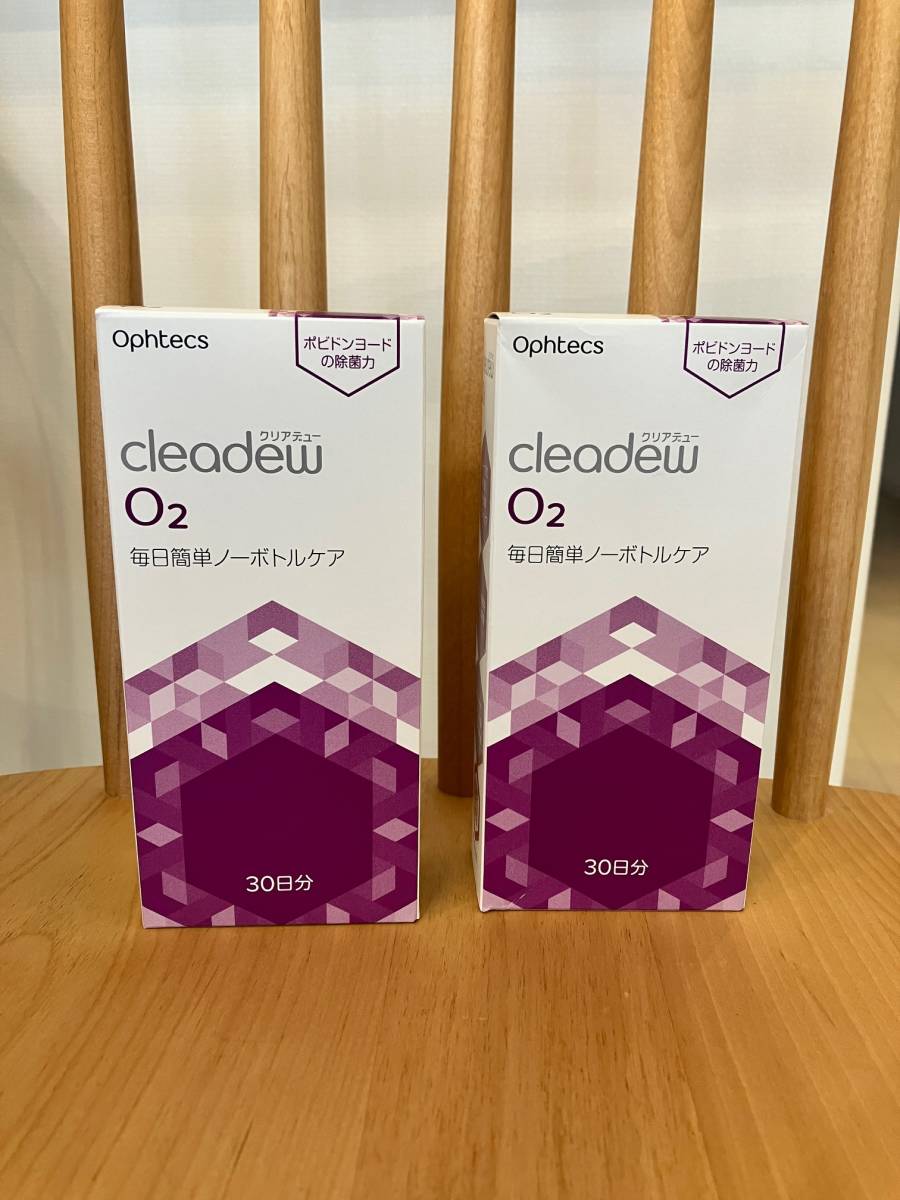 Ophtecs
ポビドンヨード
の除菌力
クリアデュー
cleadew
O2
毎日簡単ノーボトルケア
30日分
Ophtecs
ポビドンヨード
の除菌力
クリアデュー
cleadew
O2
毎日簡単ノーボトルケア
30日分